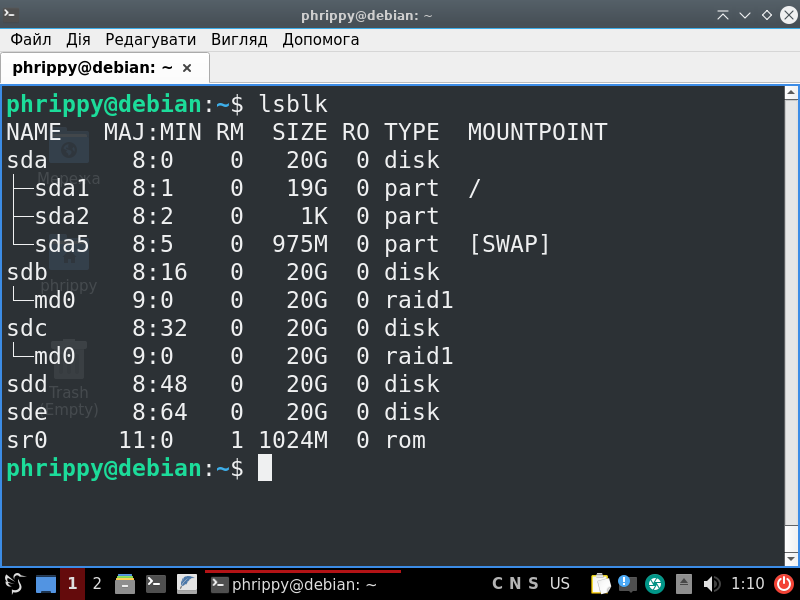 phrippy@debian: ~
Файл Дія Редагувати Вигляд Допомога
phrippy@debian: ~ ×
phrippy@debian:~$ lsblk
NAME   MAJ:MIN RM   SIZE RO TYPE  MOUNTPOINT
sda      8:0    0    20G  0 disk
├─sda1   8:1    0    19G  0 part  /
├─sda2   8:2    0     1K  0 part
└─sda5   8:5    0   975M  0 part  [SWAP]
sdb      8:16   0    20G  0 disk
└─md0    9:0    0    20G  0 raid1
sdc      8:32   0    20G  0 disk
└─md0    9:0    0    20G  0 raid1
sdd      8:48   0    20G  0 disk
sde      8:64   0    20G  0 disk
sr0     11:0    1  1024M  0 rom
phrippy@debian:~$
Мережа
phrippy
Trash
(Empty)
1 2 phrippy@debian: ~ C N S US 1:10